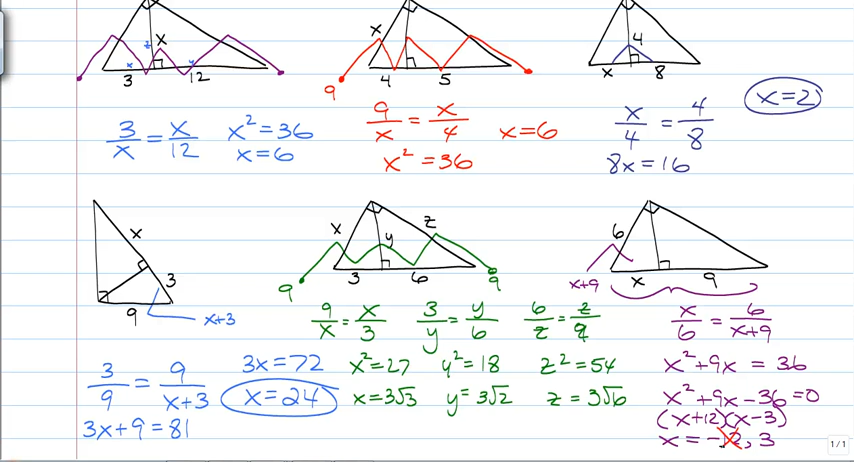 x
z
x
x
y
3
12
3/x = x/12
x² = 36
x = 6
x
9
4
5
9/x = x/4
x = 6
x² = 36
4
x
8
x/4 = 4/8
x = 2
8x = 16
x
3
9
x+3
3/9 = 9/(x+3)
3x = 72
3x + 9 = 81
x = 24
x
y
z
3
6
9
9
9/x = x/3
3/y = y/6
6/z = z/9
x² = 27
y² = 18
z² = 54
x = 3√3
y = 3√2
z = 3√6
6
x+9
x
9
x/6 = 6/(x+9)
x² + 9x = 36
x² + 9x - 36 = 0
(x+12)(x-3)
x = -12, 3
1 / 1